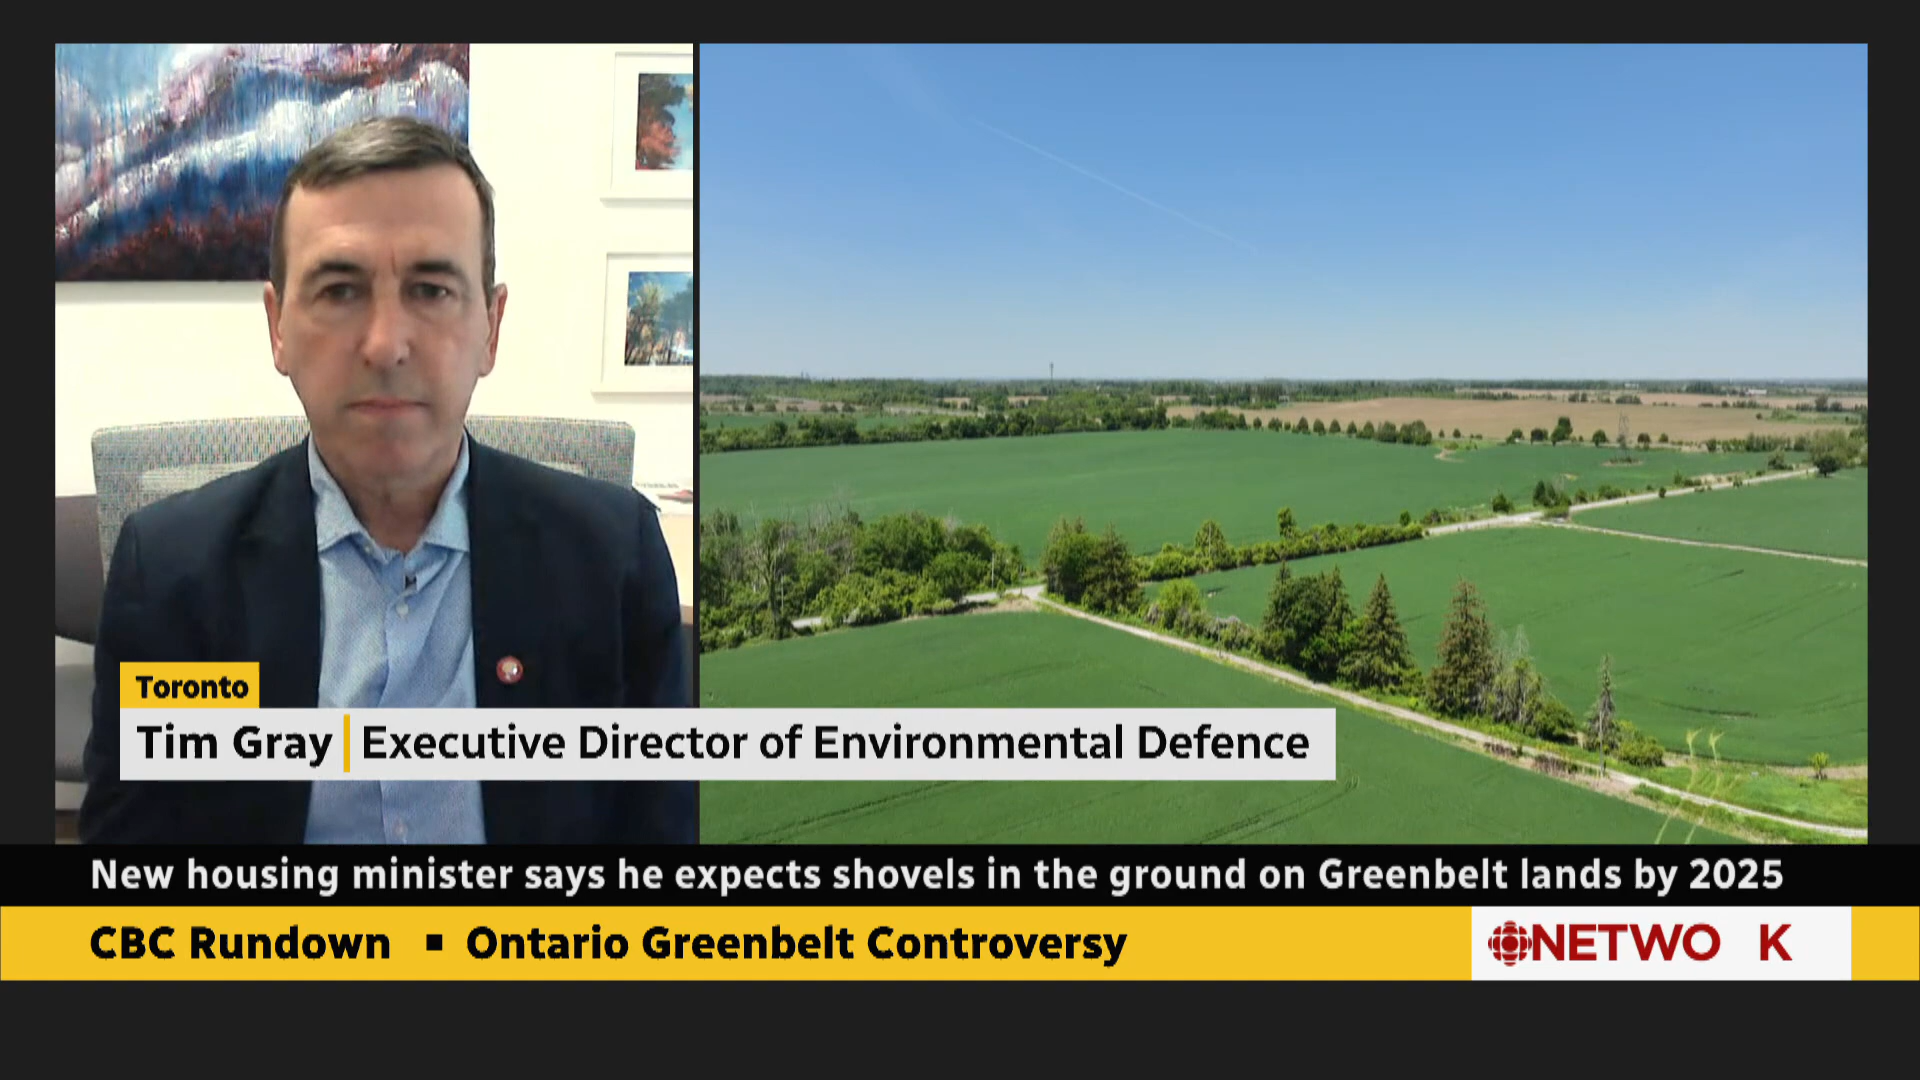 Toronto
Tim Gray | Executive Director of Environmental Defence
New housing minister says he expects shovels in the ground on Greenbelt lands by 2025
CBC Rundown ▪ Ontario Greenbelt Controversy
NETWO K